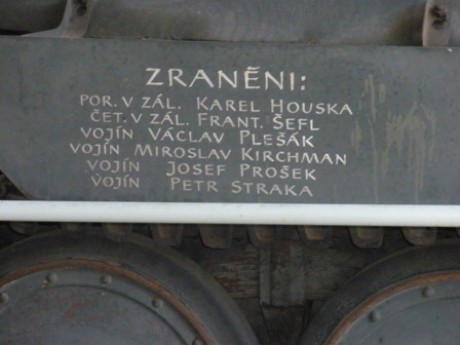 ZRANĚNI:
POR. V ZÁL. KAREL HOUSKA
ČET. V ZÁL. FRANT. ŠEFL
VOJÍN VÁCLAV PLEŠÁK
VOJÍN MIROSLAV KIRCHMAN
VOJÍN JOSEF PROŠEK
VOJÍN PETR STRAKA